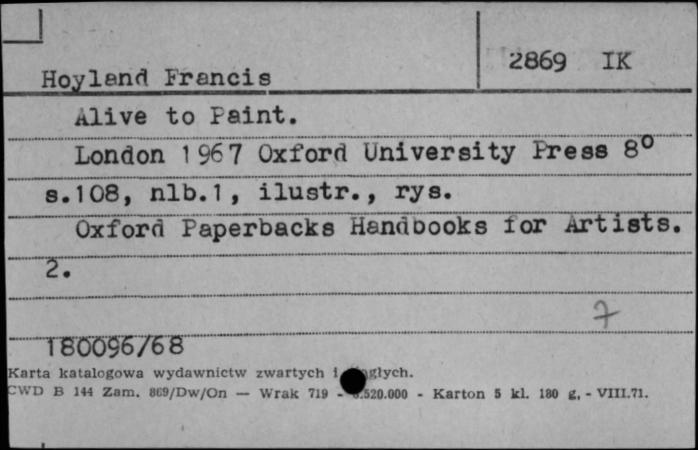 2869 IK
Hoyland Francis
Alive to Paint.
London 1967 Oxford University Press 8°
s.108, nlb.1, ilustr., rys.
Oxford Paperbacks Handbooks for Artists.
2.
7
180096/68
Karta katalogowa wydawnictw zwartych i
CWD B 144 Zam. 869/Dw/On — Wrak 719 - .520.000 - Karton 5 kl. 180 g. - VIII.71.